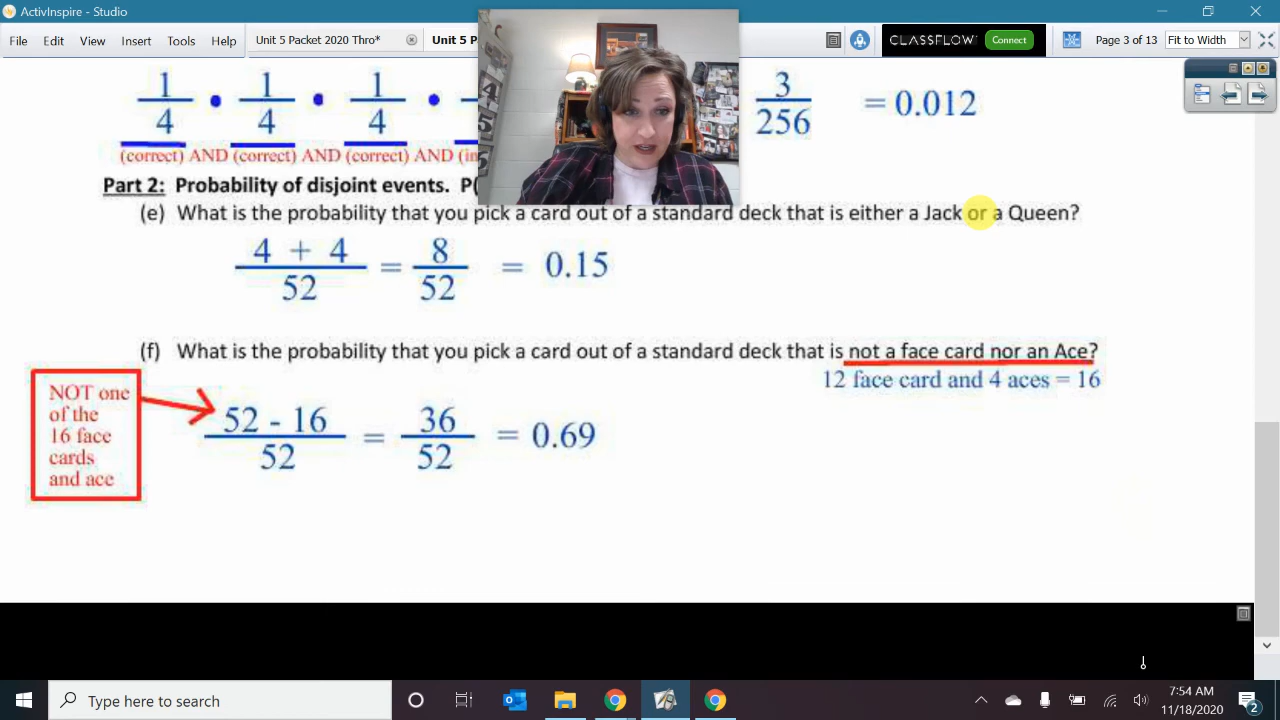 ActivInspire - Studio
File Edit View Insert Tools Help Unit 5 Packet 2020 Thro* Unit 5 P CLASSFLOW Connect Page 3 of 13 Fit to Width
1 1 1 3
4 4 4 256 = 0.012
(correct) AND (correct) AND (correct) AND (in
Part 2: Probability of disjoint events. P(
(e) What is the probability that you pick a card out of a standard deck that is either a Jack or a Queen?
4 + 4 8
52 = 52 = 0.15
(f) What is the probability that you pick a card out of a standard deck that is not a face card nor an Ace?
12 face card and 4 aces = 16
NOT one
of the
16 face
cards
and ace
52 - 16 36
52 = 52 = 0.69
Type here to search
7:54 AM
11/18/2020
2